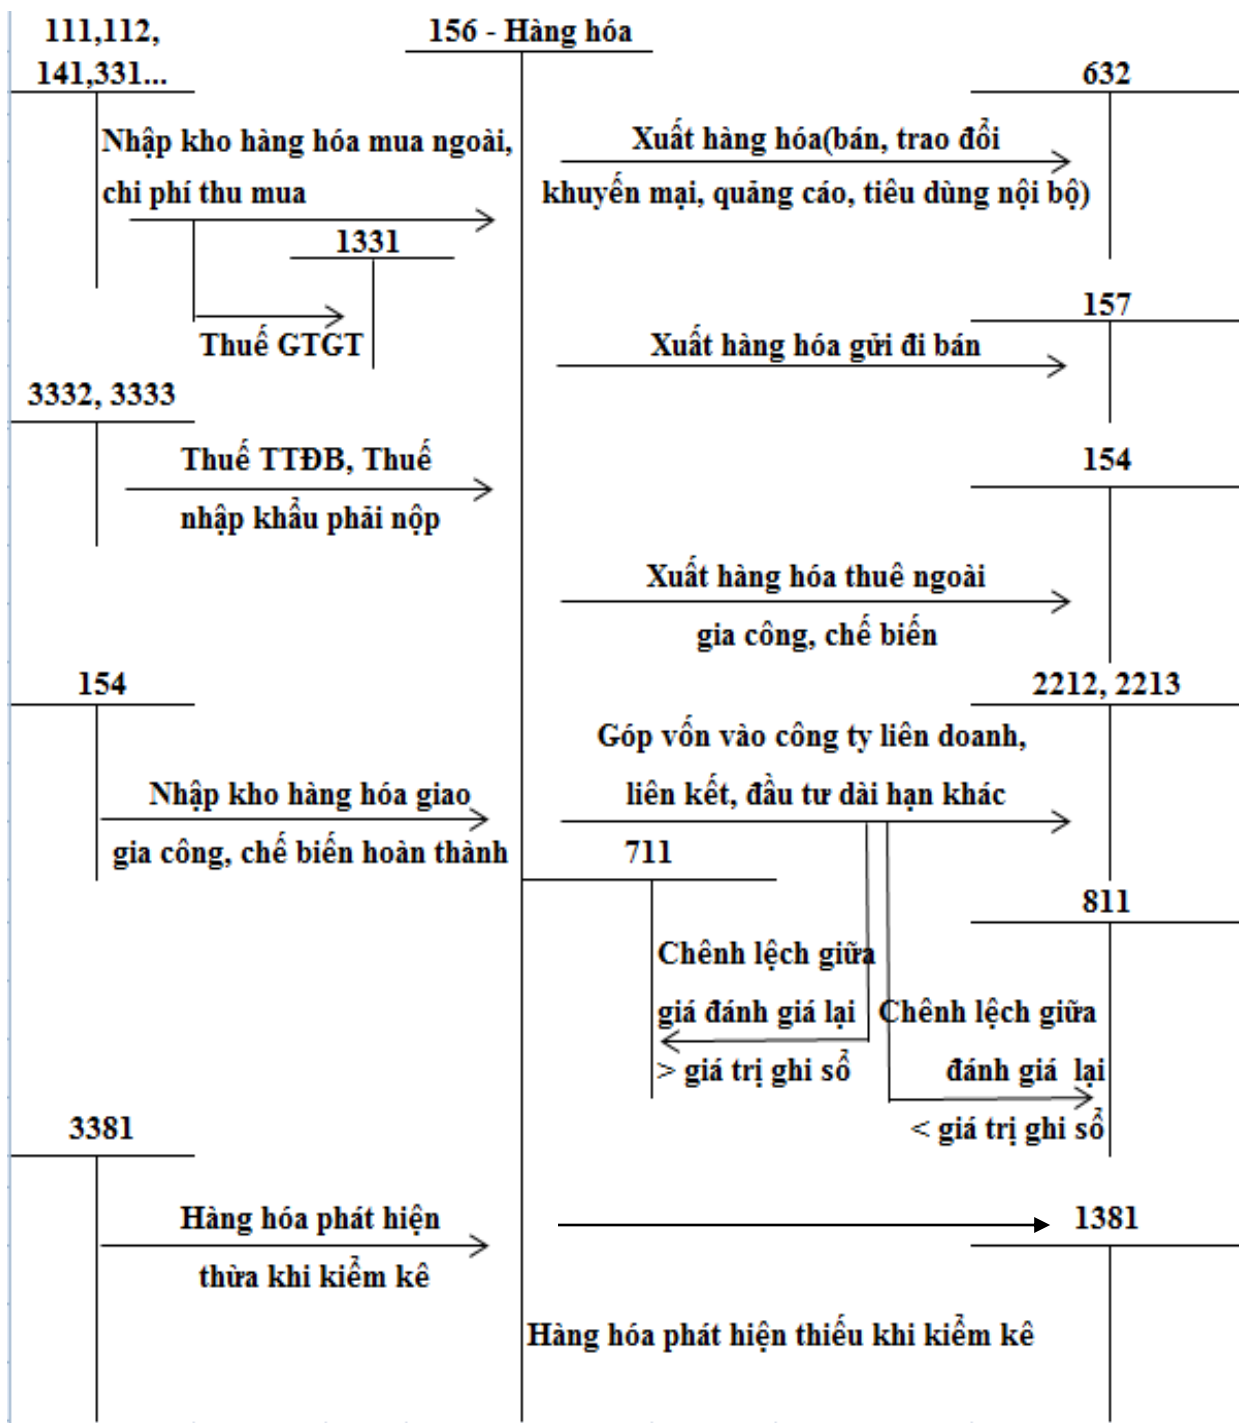 111,112,
141,331...
156 - Hàng hóa
632
Nhập kho hàng hóa mua ngoài,
chi phí thu mua
Xuất hàng hóa(bán, trao đổi
khuyến mại, quảng cáo, tiêu dùng nội bộ)
1331
Thuế GTGT
157
Xuất hàng hóa gửi đi bán
3332, 3333
Thuế TTĐB, Thuế
nhập khẩu phải nộp
154
Xuất hàng hóa thuê ngoài
gia công, chế biến
154
Nhập kho hàng hóa giao
gia công, chế biến hoàn thành
2212, 2213
Góp vốn vào công ty liên doanh,
liên kết, đầu tư dài hạn khác
711
Chênh lệch giữa
giá đánh giá lại
> giá trị ghi sổ
811
Chênh lệch giữa
đánh giá lại
< giá trị ghi sổ
3381
Hàng hóa phát hiện
thừa khi kiểm kê
1381
Hàng hóa phát hiện thiếu khi kiểm kê